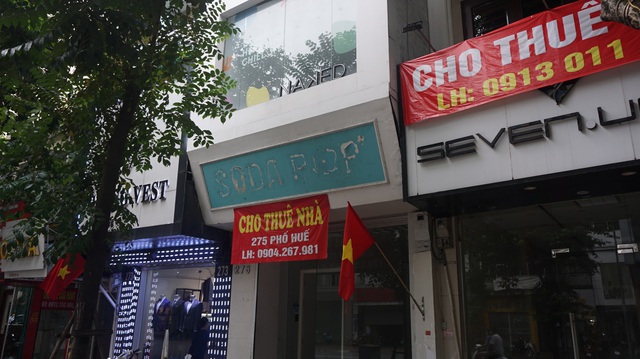 CHO THUÊ
LH: 0913 011
NAKED
SEVEN.U
SODA POP
VEST
CHO THUÊ NHÀ
275 PHỐ HUẾ
LH: 0904.267.981